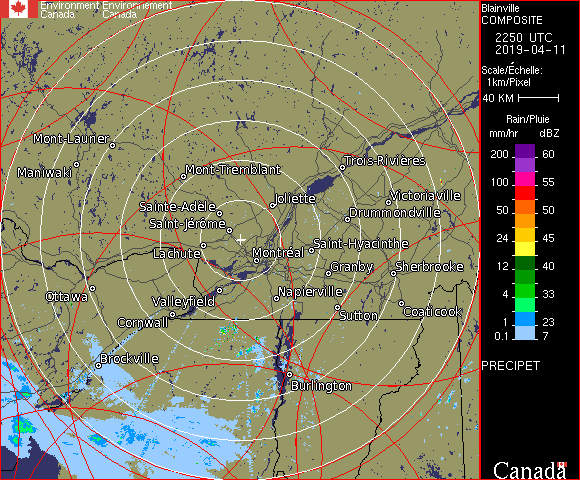 Environment Environnement
Canada Canada
Blainville
COMPOSITE
2250 UTC
2019-04-11
Scale/Échelle:
1km/Pixel
40 KM
Rain/Pluie
mm/hr dBZ
200 60
100 55
50 50
24 45
12 40
4 33
1 23
0.1 7
PRECIPET
Canada
Mont-Laurier
Maniwaki
Mont-Tremblant
Trois-Rivières
Joliette
Victoriaville
Sainte-Adele
Drummondville
Saint-Jérôme
Saint-Hyacinthe
Lachute
Montréal
Granby
Sherbrooke
Ottawa
Valleyfield
Napierville
Cornwall
Sutton
Coaticook
Brockville
Burlington